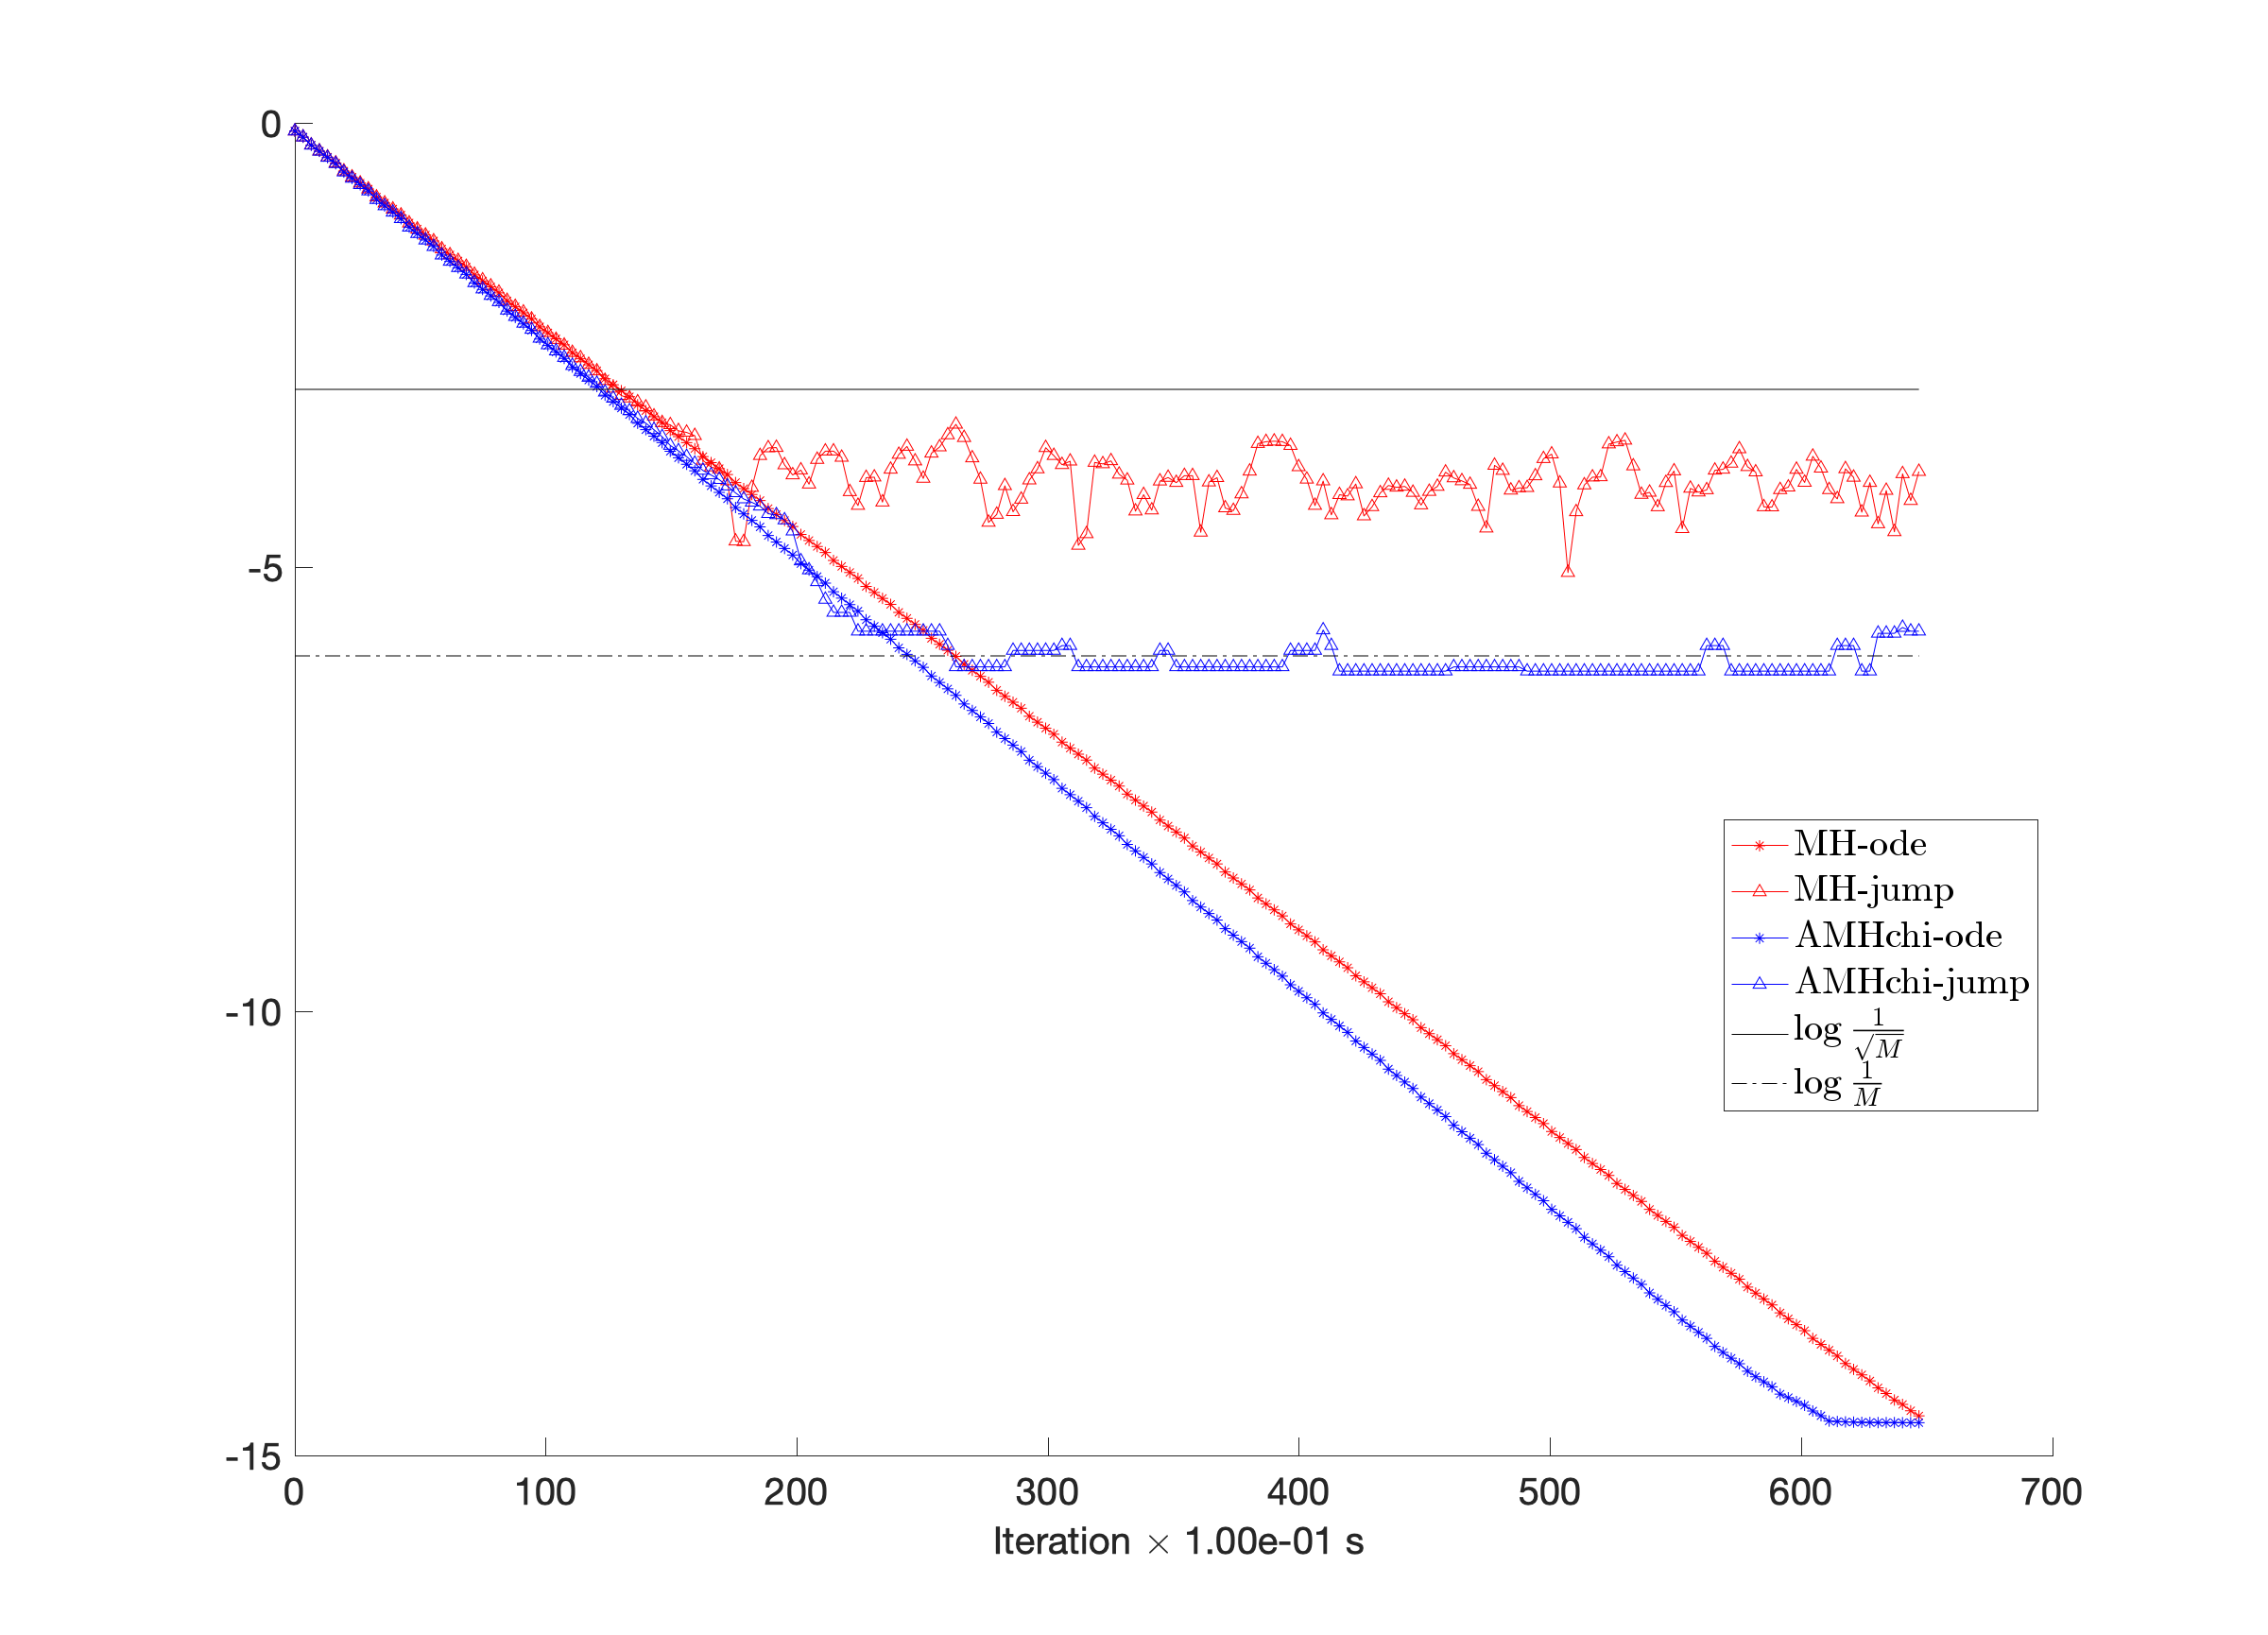 0
-5
-10
-15
0 100 200 300 400 500 600 700
Iteration × 1.00e-01 s
MH-ode
MH-jump
AMHchi-ode
AMHchi-jump
log 1/√M
log 1/M